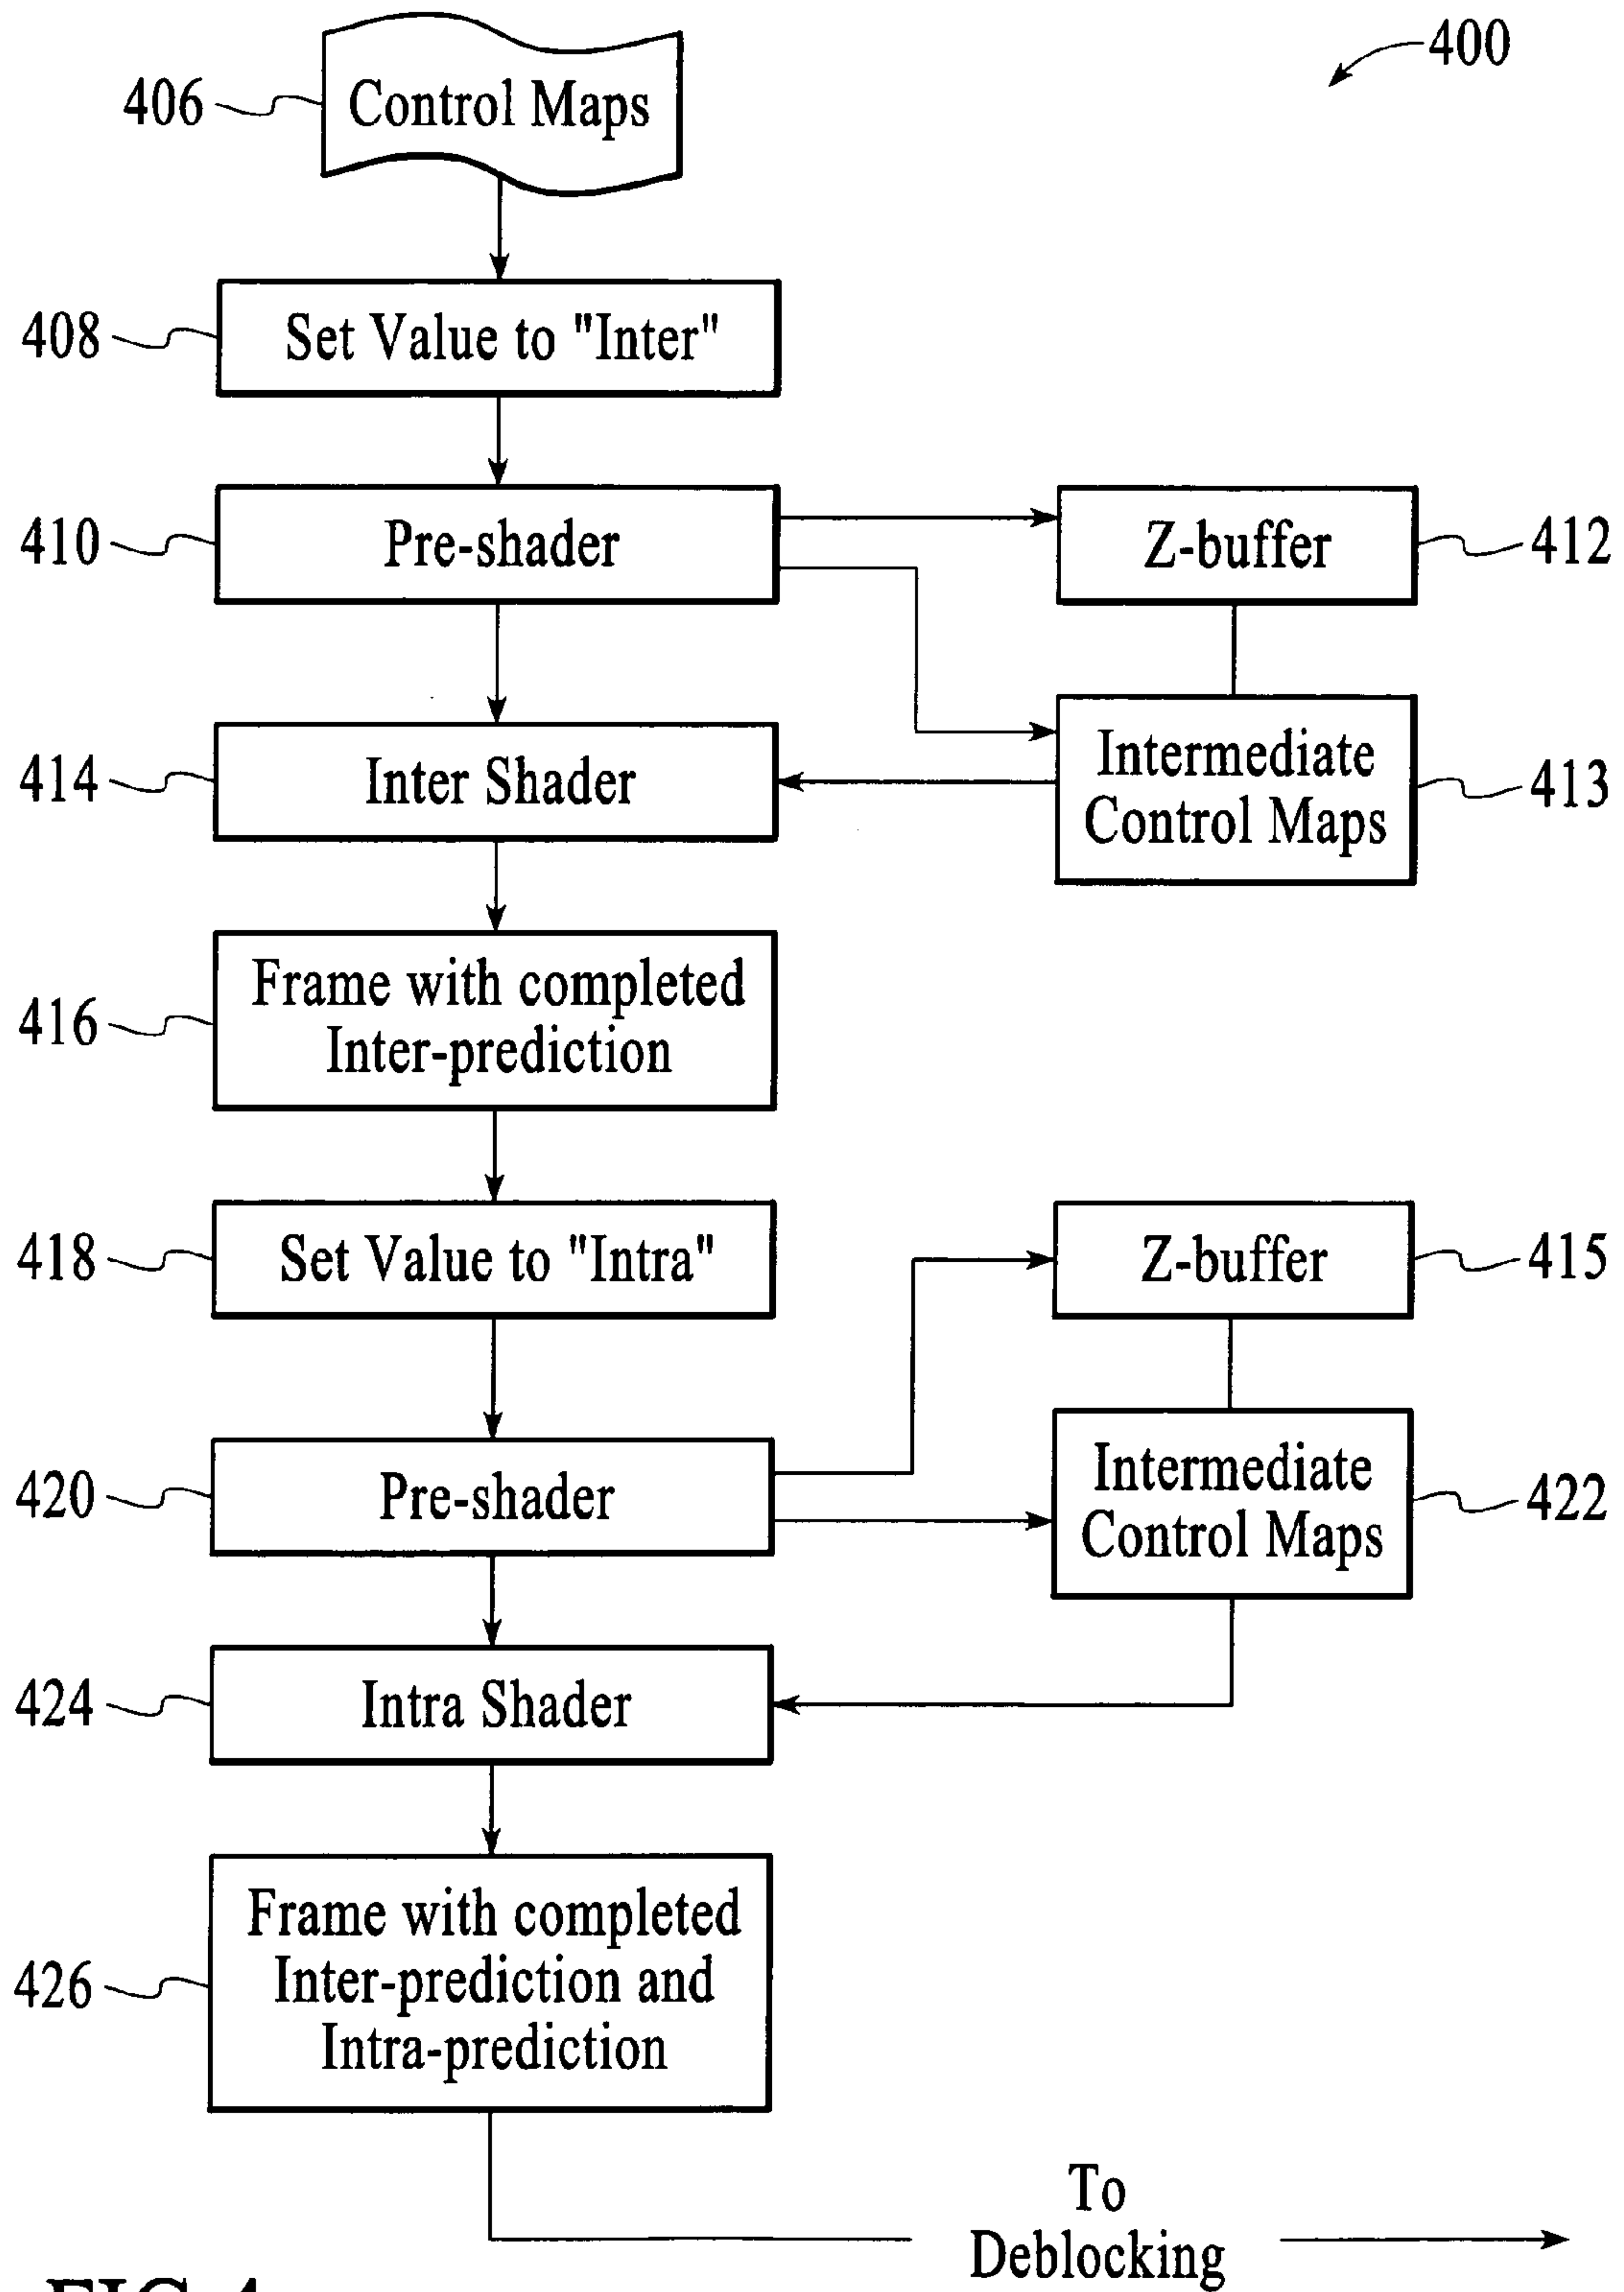 400
406
Control Maps
408
Set Value to "Inter"
410
Pre-shader
Z-buffer
412
414
Inter Shader
Intermediate
Control Maps
413
416
Frame with completed
Inter-prediction
418
Set Value to "Intra"
Z-buffer
415
420
Pre-shader
Intermediate
Control Maps
422
424
Intra Shader
426
Frame with completed
Inter-prediction and
Intra-prediction
To
Deblocking
FIG. 4